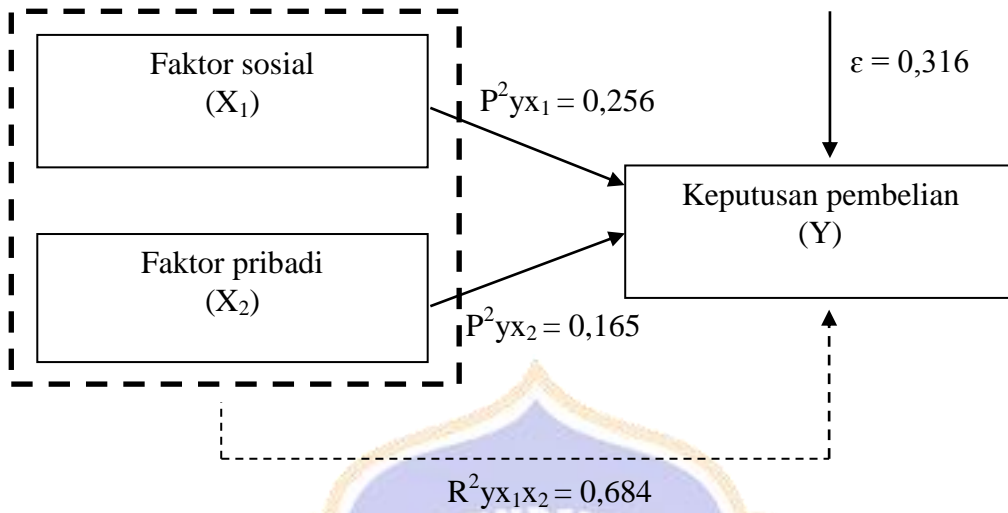 Faktor sosial
(X₁)
P²yx₁ = 0,256
ε = 0,316
Keputusan pembelian
(Y)
Faktor pribadi
(X₂)
P²yx₂ = 0,165
R²yx₁x₂ = 0,684